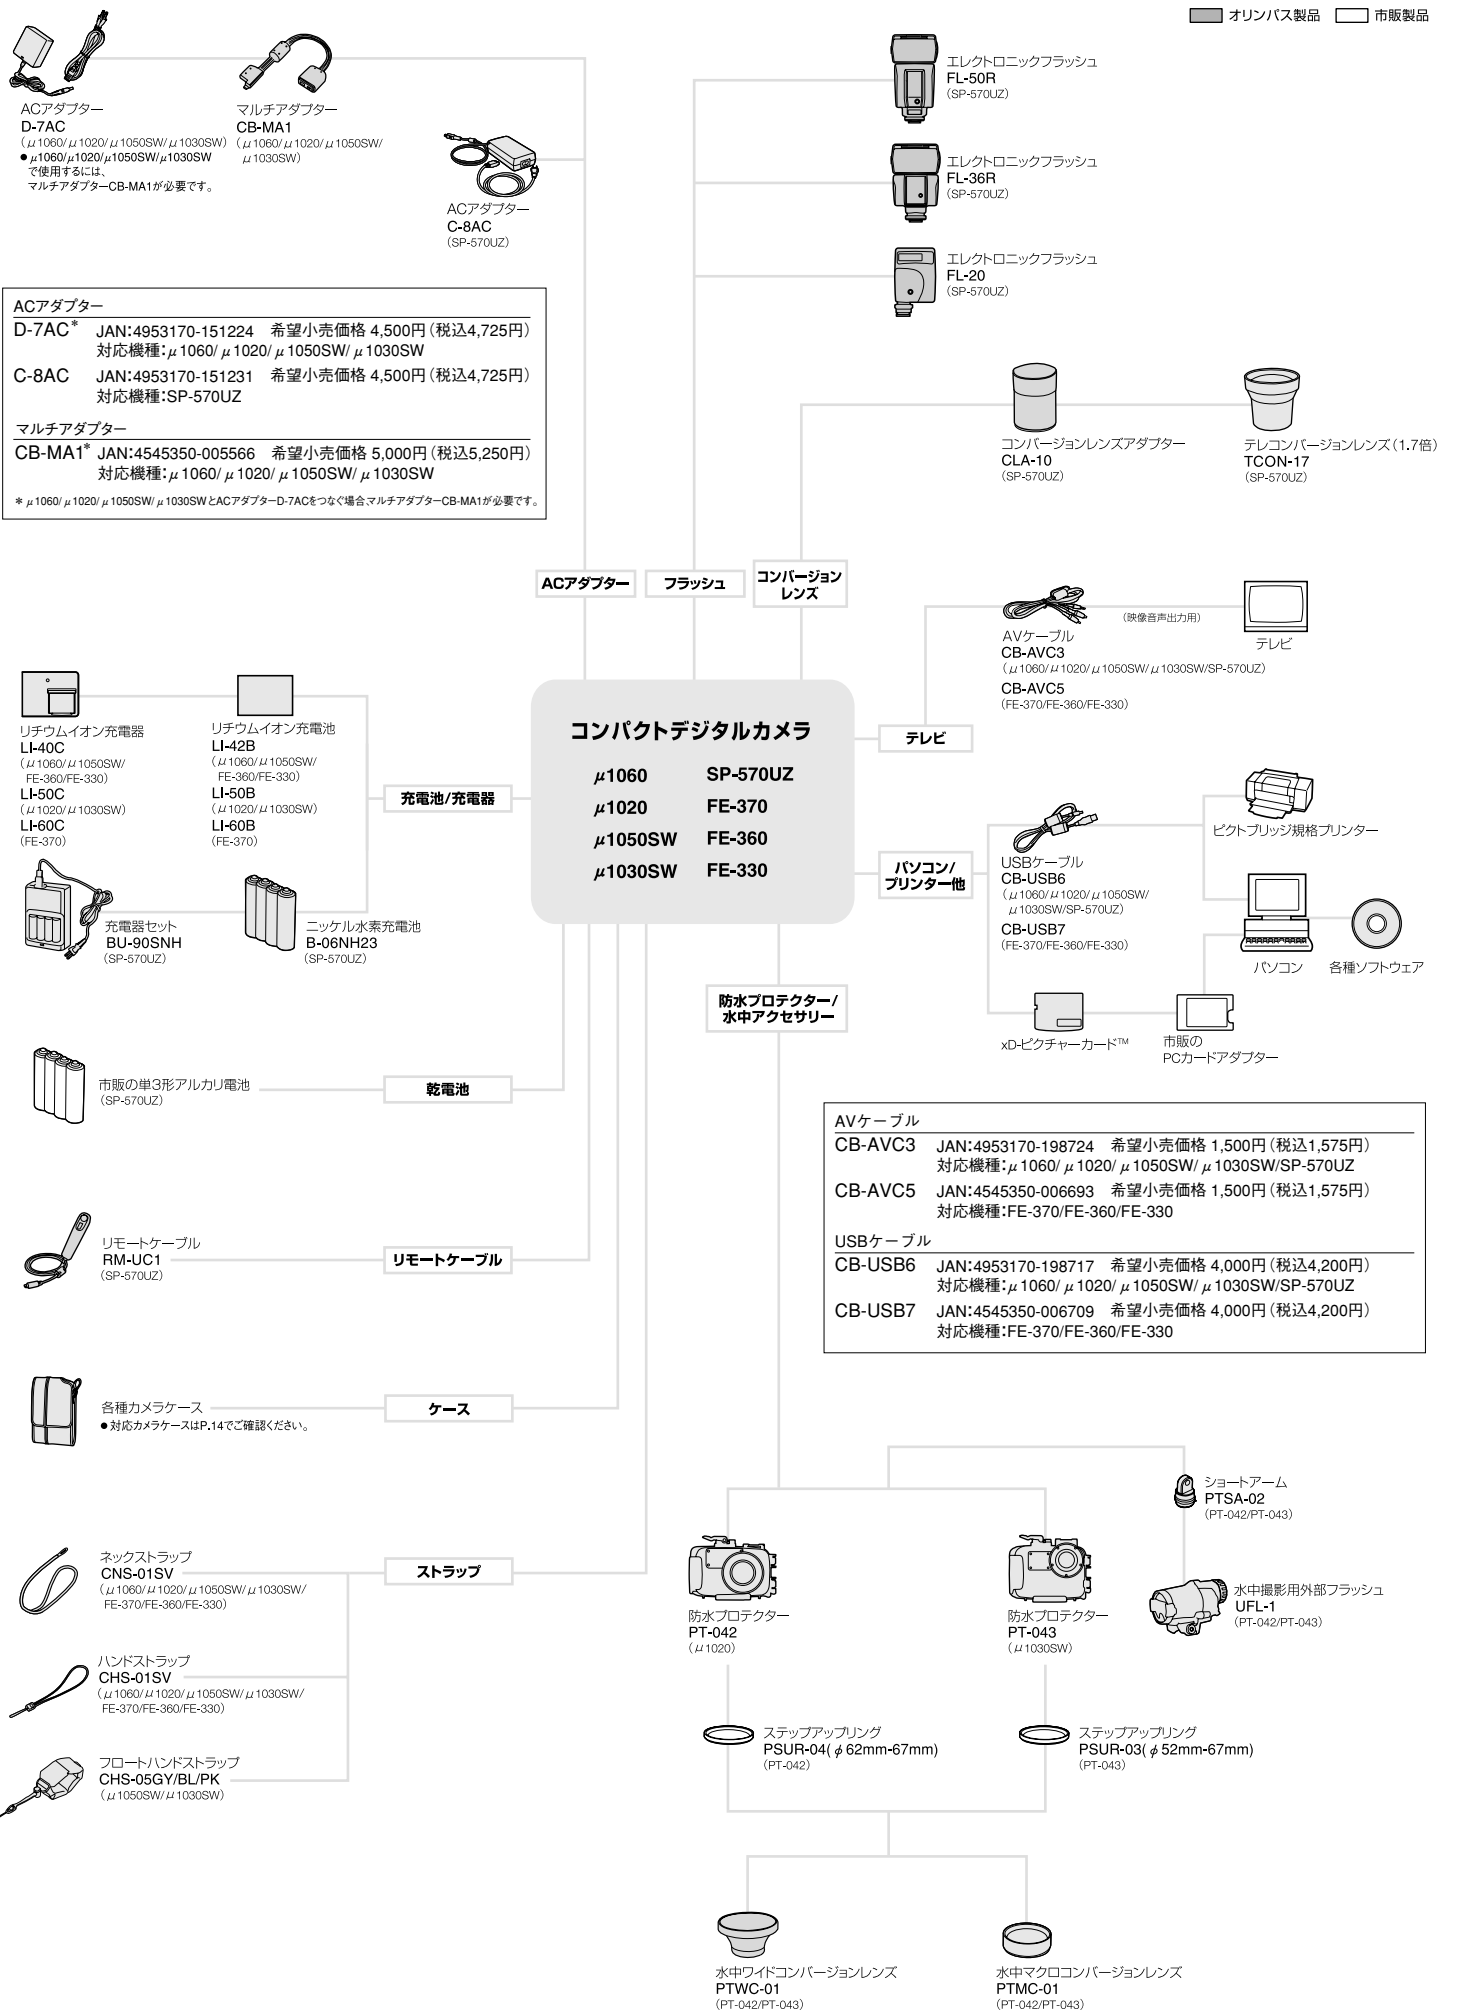 オリンパス製品 市販製品
ACアダプター
D-7AC
(μ1060/μ1020/μ1050SW/μ1030SW)
●μ1060/μ1020/μ1050SW/μ1030SW
で使用するには、
マルチアダプターCB-MA1が必要です。
マルチアダプター
CB-MA1
(μ1060/μ1020/μ1050SW/
μ1030SW)
ACアダプター
C-8AC
(SP-570UZ)
エレクトロニックフラッシュ
FL-50R
(SP-570UZ)
エレクトロニックフラッシュ
FL-36R
(SP-570UZ)
エレクトロニックフラッシュ
FL-20
(SP-570UZ)
ACアダプター
D-7AC* JAN:4953170-151224 希望小売価格 4,500円(税込4,725円)
対応機種:μ1060/μ1020/μ1050SW/μ1030SW
C-8AC JAN:4953170-151231 希望小売価格 4,500円(税込4,725円)
対応機種:SP-570UZ
マルチアダプター
CB-MA1* JAN:4545350-005566 希望小売価格 5,000円(税込5,250円)
対応機種:μ1060/μ1020/μ1050SW/μ1030SW
*μ1060/μ1020/μ1050SW/μ1030SWとACアダプターD-7ACをつなぐ場合、マルチアダプターCB-MA1が必要です。
コンバージョンレンズアダプター
CLA-10
(SP-570UZ)
テレコンバージョンレンズ(1.7倍)
TCON-17
(SP-570UZ)
ACアダプター
フラッシュ
コンバージョン
レンズ
AVケーブル
CB-AVC3
(μ1060/μ1020/μ1050SW/μ1030SW/SP-570UZ)
CB-AVC5
(FE-370/FE-360/FE-330)
(映像音声出力用)
テレビ
リチウムイオン充電器
LI-40C
(μ1060/μ1050SW/
FE-360/FE-330)
LI-50C
(μ1020/μ1030SW)
LI-60C
(FE-370)
リチウムイオン充電池
LI-42B
(μ1060/μ1050SW/
FE-360/FE-330)
LI-50B
(μ1020/μ1030SW)
LI-60B
(FE-370)
充電池/充電器
コンパクトデジタルカメラ
μ1060 SP-570UZ
μ1020 FE-370
μ1050SW FE-360
μ1030SW FE-330
テレビ
パソコン/
プリンター他
USBケーブル
CB-USB6
(μ1060/μ1020/μ1050SW/
μ1030SW/SP-570UZ)
CB-USB7
(FE-370/FE-360/FE-330)
ピクトブリッジ規格プリンター
パソコン
各種ソフトウェア
xD-ピクチャーカード™
市販の
PCカードアダプター
充電器セット
BU-90SNH
(SP-570UZ)
ニッケル水素充電池
B-06NH23
(SP-570UZ)
防水プロテクター/
水中アクセサリー
市販の単3形アルカリ電池
(SP-570UZ)
乾電池
AVケーブル
CB-AVC3 JAN:4953170-198724 希望小売価格 1,500円(税込1,575円)
対応機種:μ1060/μ1020/μ1050SW/μ1030SW/SP-570UZ
CB-AVC5 JAN:4545350-006693 希望小売価格 1,500円(税込1,575円)
対応機種:FE-370/FE-360/FE-330
USBケーブル
CB-USB6 JAN:4953170-198717 希望小売価格 4,000円(税込4,200円)
対応機種:μ1060/μ1020/μ1050SW/μ1030SW/SP-570UZ
CB-USB7 JAN:4545350-006709 希望小売価格 4,000円(税込4,200円)
対応機種:FE-370/FE-360/FE-330
リモートケーブル
RM-UC1
(SP-570UZ)
リモートケーブル
各種カメラケース
●対応カメラケースはP.14でご確認ください。
ケース
ネックストラップ
CNS-01SV
(μ1060/μ1020/μ1050SW/μ1030SW/
FE-370/FE-360/FE-330)
ストラップ
ハンドストラップ
CHS-01SV
(μ1060/μ1020/μ1050SW/μ1030SW/
FE-370/FE-360/FE-330)
フロートハンドストラップ
CHS-05GY/BL/PK
(μ1050SW/μ1030SW)
ショートアーム
PTSA-02
(PT-042/PT-043)
水中撮影用外部フラッシュ
UFL-1
(PT-042/PT-043)
防水プロテクター
PT-042
(μ1020)
防水プロテクター
PT-043
(μ1030SW)
ステップアップリング
PSUR-04(φ62mm-67mm)
(PT-042)
ステップアップリング
PSUR-03(φ52mm-67mm)
(PT-043)
水中ワイドコンバージョンレンズ
PTWC-01
(PT-042/PT-043)
水中マクロコンバージョンレンズ
PTMC-01
(PT-042/PT-043)